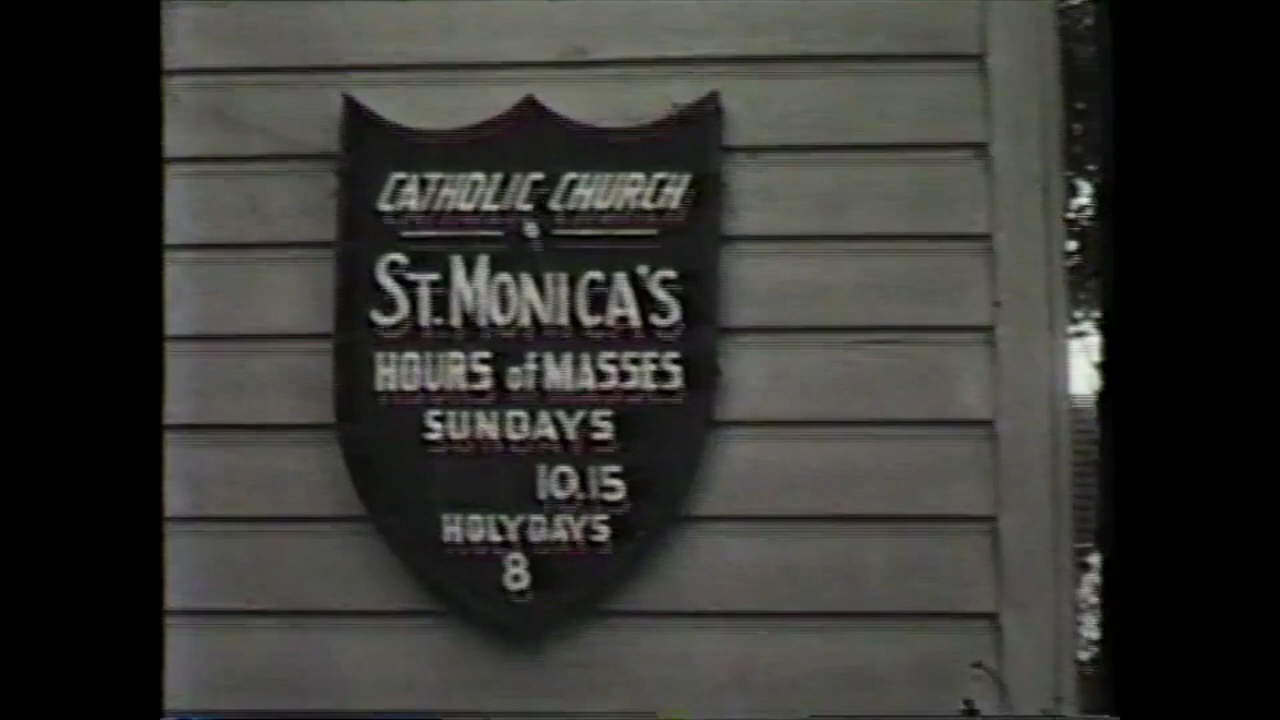 CATHOLIC CHURCH
ST. MONICA'S
HOURS of MASSES
SUNDAYS
10.15
HOLYDAYS
8